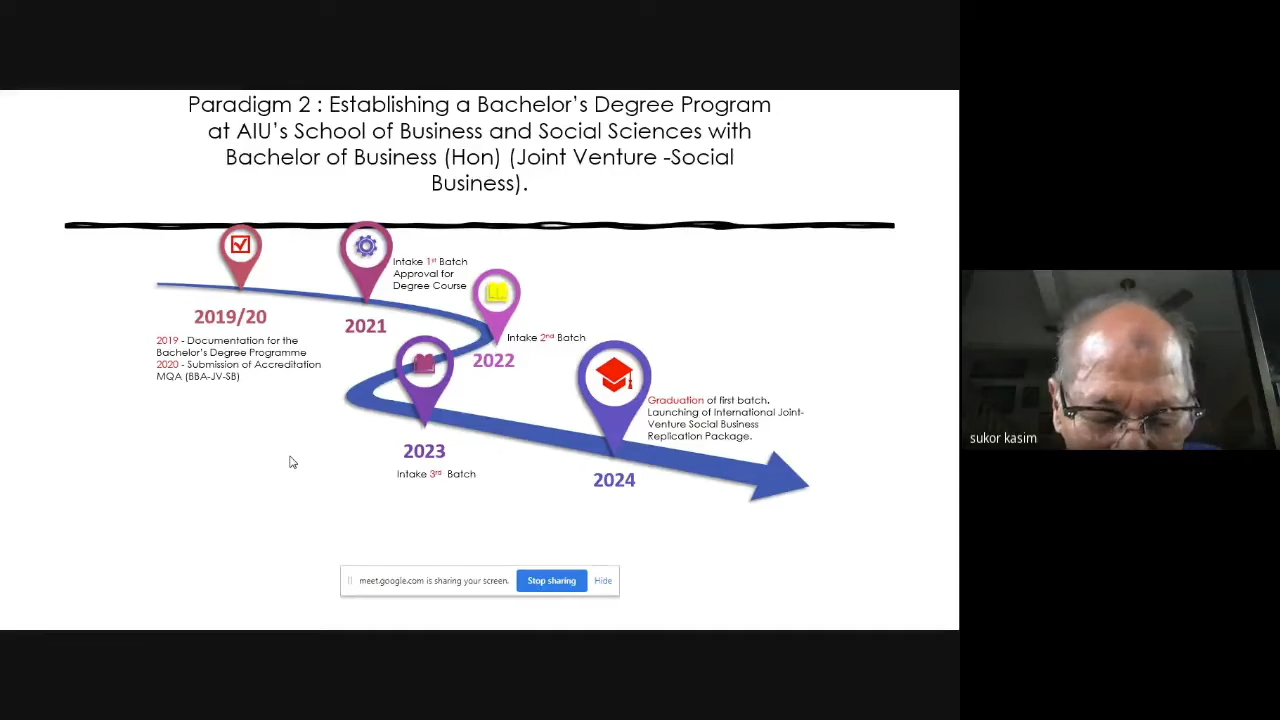 Paradigm 2 : Establishing a Bachelor's Degree Program
at AIU's School of Business and Social Sciences with
Bachelor of Business (Hon) (Joint Venture -Social
Business).
2019/20
2019 - Documentation for the
Bachelor's Degree Programme
2020 - Submission of Accreditation
MQA (BBA-JV-SB)
2021
Intake 1st Batch
Approval for
Degree Course
2022
Intake 2nd Batch
2023
Intake 3rd Batch
2024
Graduation of first batch.
Launching of International Joint-
Venture Social Business
Replication Package.
meet.google.com is sharing your screen.
Stop sharing
Hide
sukor kasim